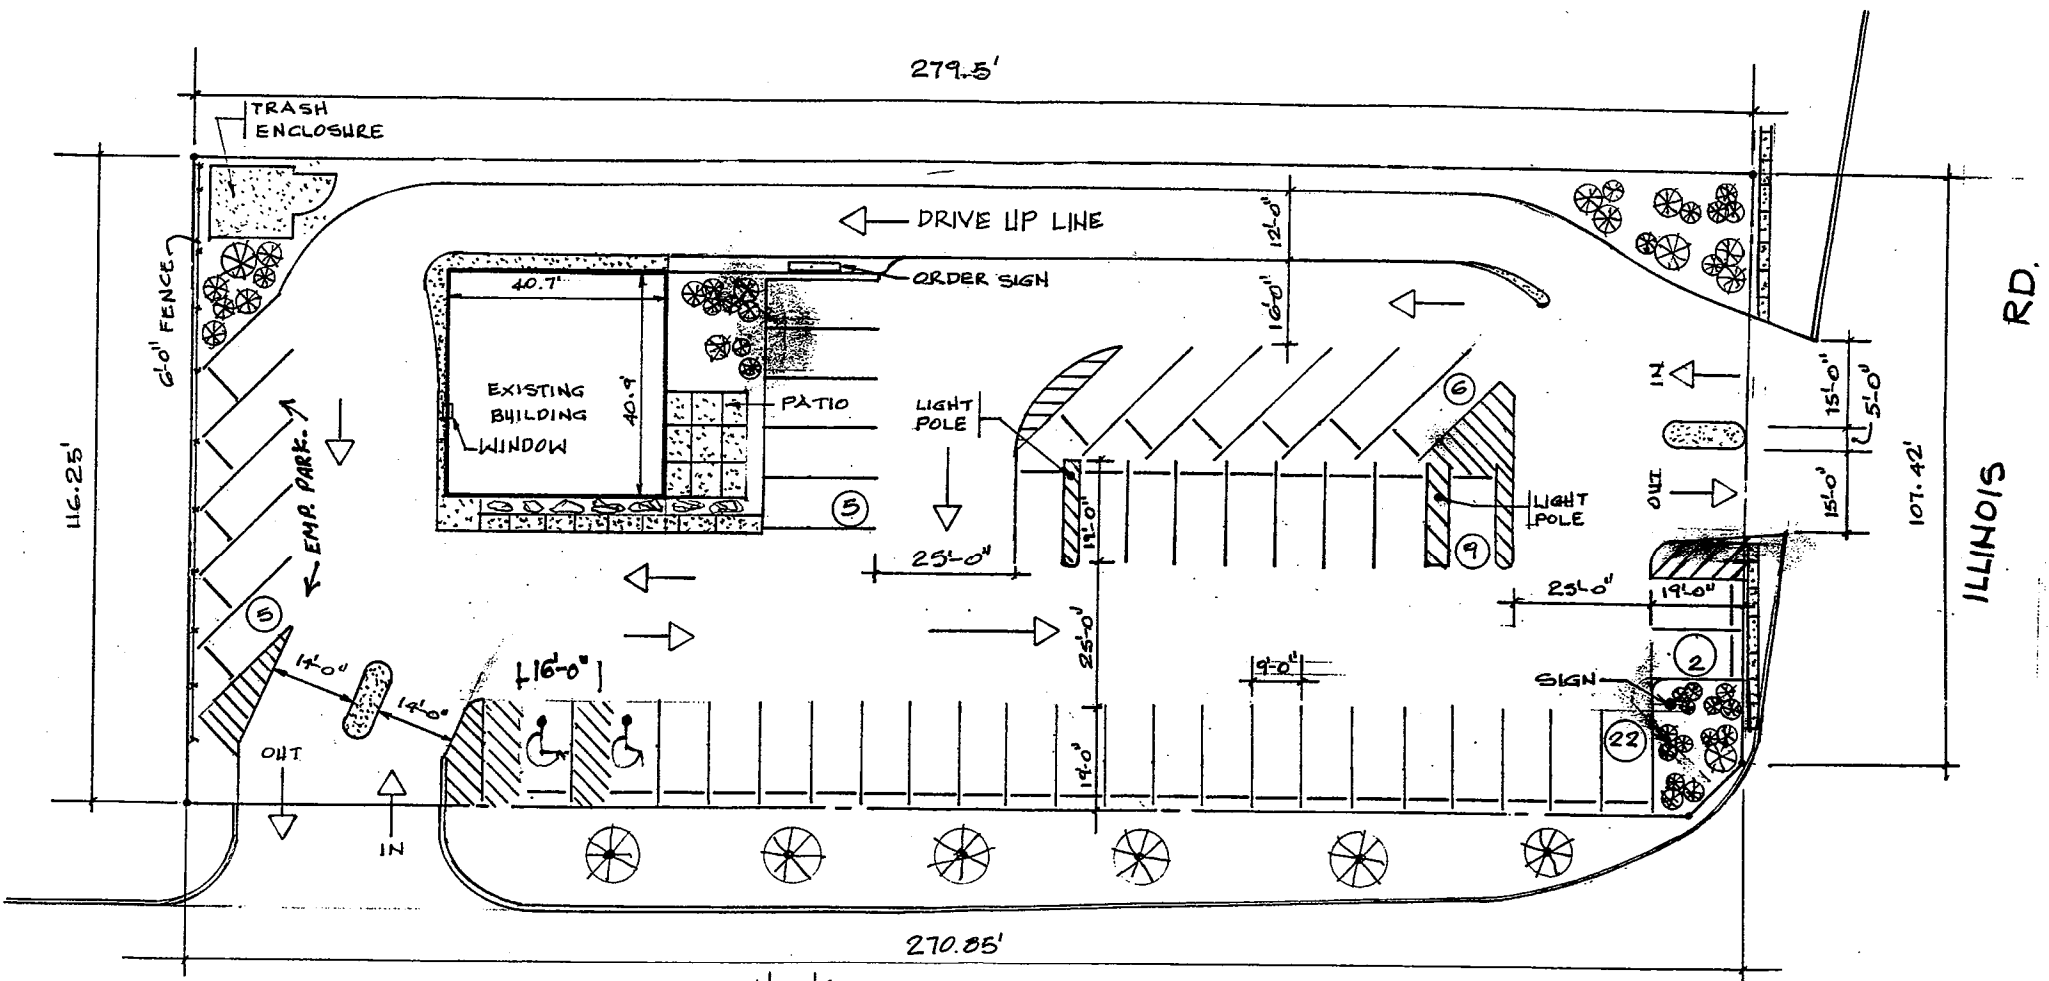 279.5'
TRASH
ENCLOSURE
DRIVE UP LINE
12'-0"
ORDER SIGN
40.7'
6'-0" FENCE
16'-0"
RD.
EXISTING
BUILDING
40.9'
WINDOW
PATIO
LIGHT
POLE
6
IN
15'-0"
5'-0"
EMP. PARK.
116.25'
5
25'-0"
19'-0"
9
LIGHT
POLE
OUT
15'-0"
107.42'
ILLINOIS
5
25'-0"
25'-0"
19'-0"
2
14'-0"
14'-0"
16'-0"
9'-0"
SIGN
22
OUT
19'-0"
IN
270.85'